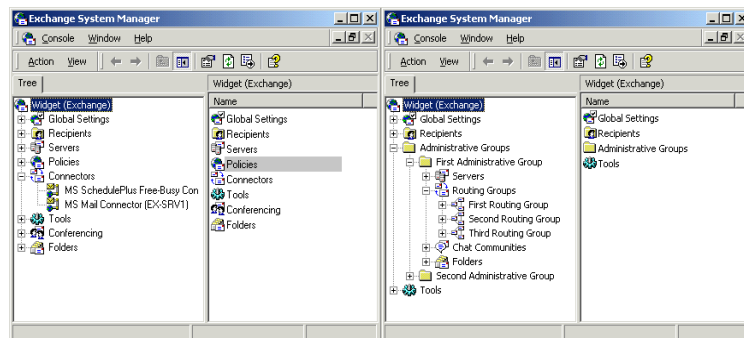 Exchange System Manager
Console Window Help
Action View
Tree
Widget (Exchange)
Global Settings
Recipients
Servers
Policies
Connectors
MS SchedulePlus Free-Busy Con
MS Mail Connector (EX-SRV1)
Tools
Conferencing
Folders
Widget (Exchange)
Name
Global Settings
Recipients
Servers
Policies
Connectors
Tools
Conferencing
Folders
Exchange System Manager
Console Window Help
Action View
Tree
Widget (Exchange)
Global Settings
Recipients
Administrative Groups
First Administrative Group
Servers
Routing Groups
First Routing Group
Second Routing Group
Third Routing Group
Chat Communities
Folders
Second Administrative Group
Tools
Widget (Exchange)
Name
Global Settings
Recipients
Administrative Groups
Tools